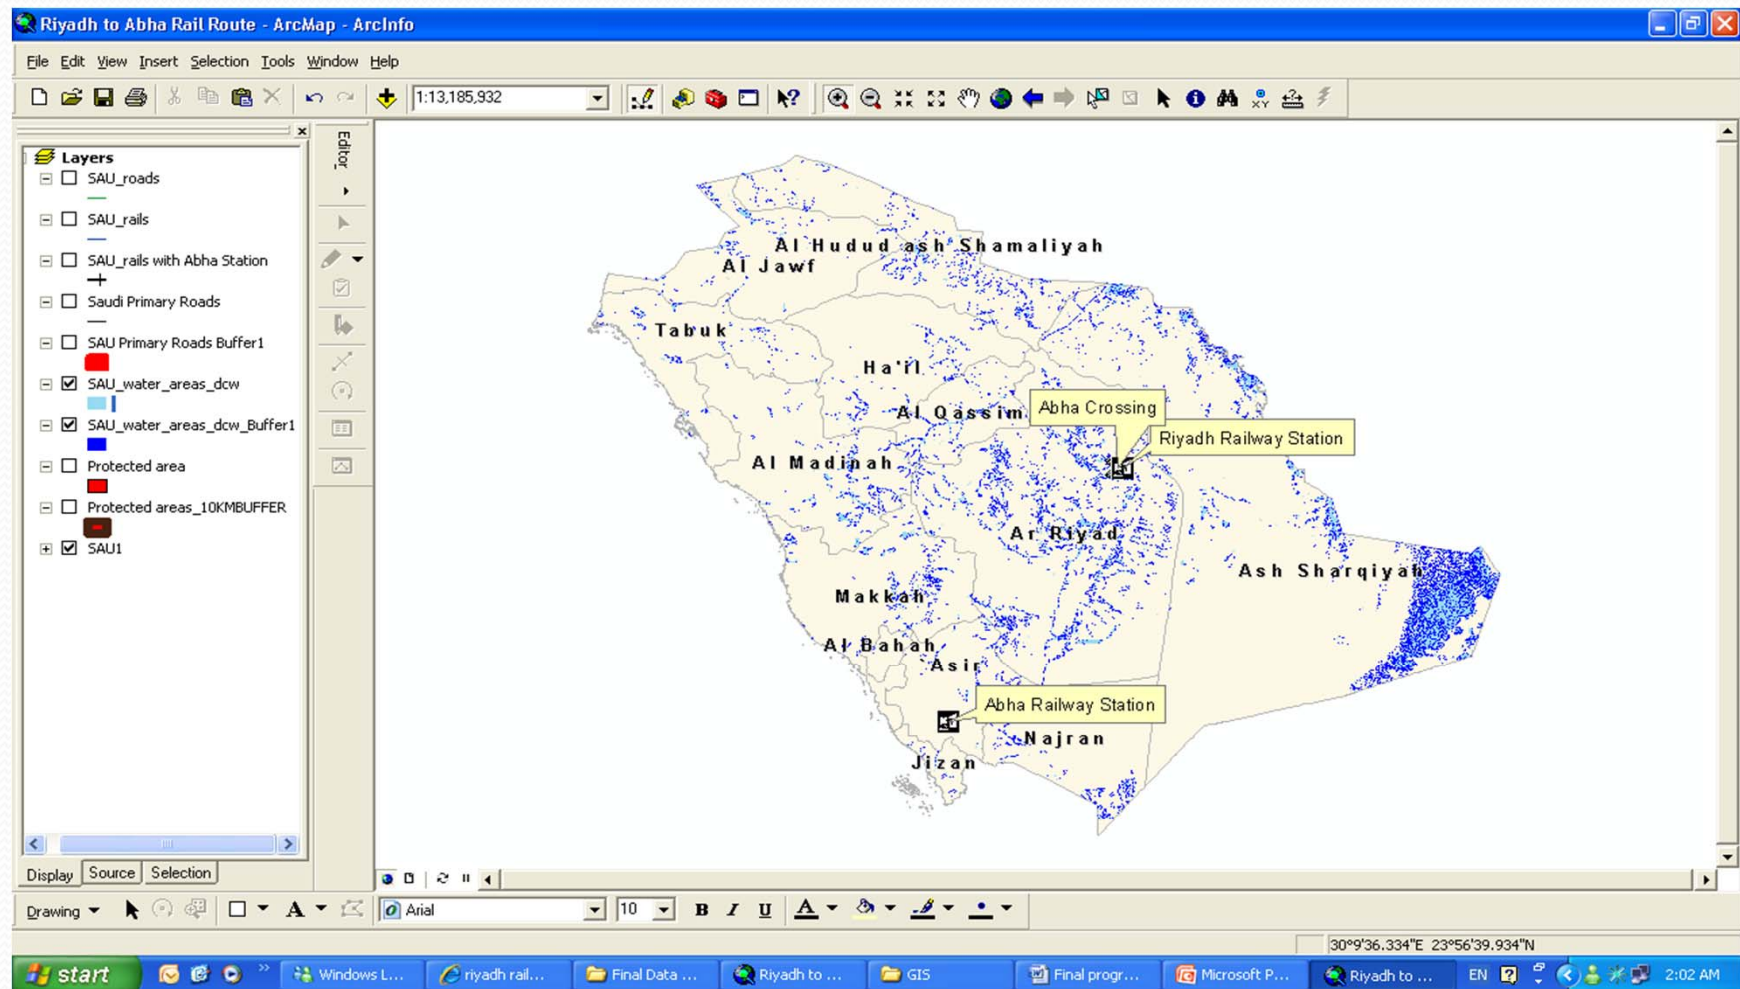 Riyadh to Abha Rail Route - ArcMap - ArcInfo
File Edit View Insert Selection Tools Window Help
1:13,185,932
Editor
Layers
SAU_roads
SAU_rails
SAU_rails with Abha Station
Saudi Primary Roads
SAU Primary Roads Buffer1
SAU_water_areas_dcw
SAU_water_areas_dcw_Buffer1
Protected area
Protected areas_10KMBUFFER
SAU1
Al Hudud ash Shamaliyah
Al Jawf
Tabuk
Ha'il
Al Qassim
Abha Crossing
Riyadh Railway Station
Al Madinah
Ar Riyad
Ash Sharqiyah
Makkah
Al Bahah
`Asir
Abha Railway Station
Najran
Jizan
Display Source Selection
Drawing A Arial 10 B I U A
30°9'36.334"E 23°56'39.934"N
start Windows L... riyadh rail... Final Data ... Riyadh to ... GIS Final progr... Microsoft P... Riyadh to ... EN 2:02 AM